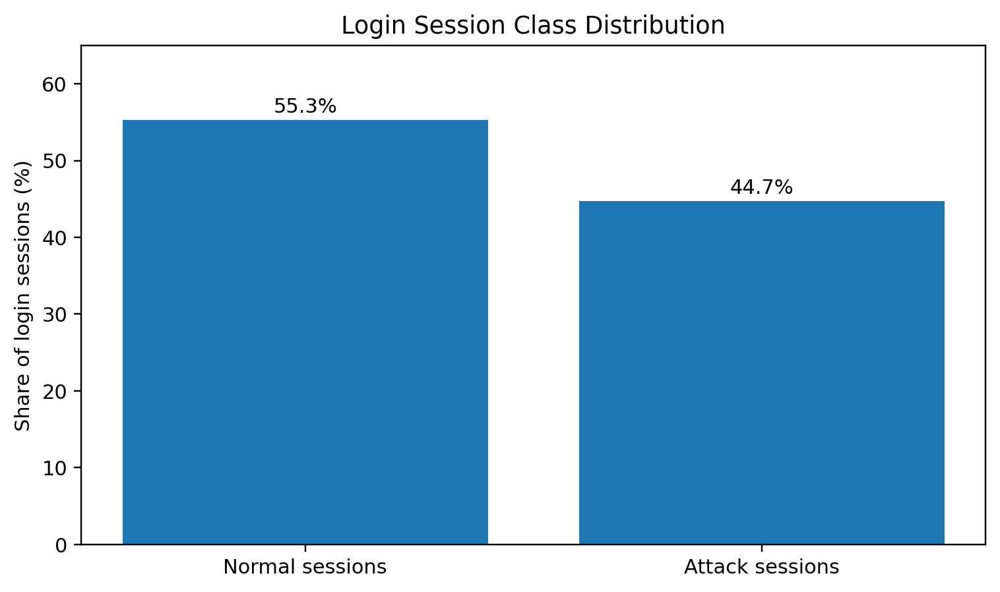 Login Session Class Distribution
Share of login sessions (%)
60
50
40
30
20
10
0
55.3%
44.7%
Normal sessions
Attack sessions